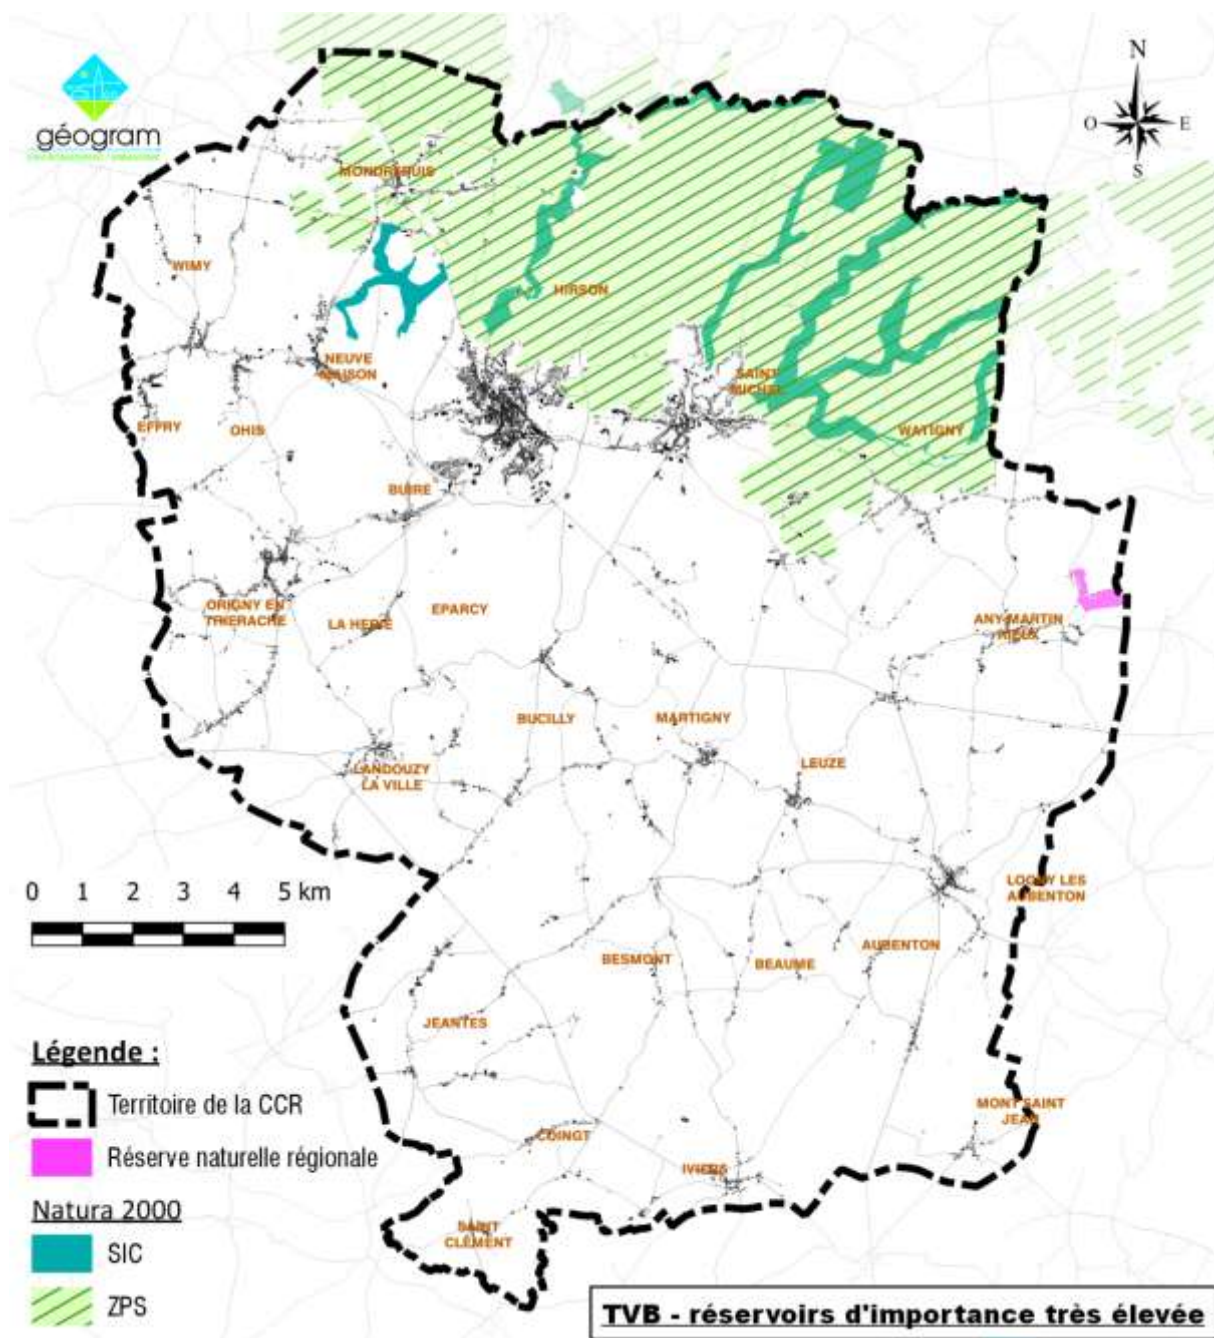 N
O
E
S
géogram
ENVIRONNEMENT URBANISME
MONDREPUIS
WIMY
HIRSON
NEUVE
MAISON
SAINT
MICHEL
EFFRY
OHIS
WATIGNY
BUIRE
ORIGNY EN
THIERACHE
LA HERIE
EPARCY
ANY-MARTIN
RIEUX
BUCILLY
MARTIGNY
LEUZE
LANDOUZY
LA VILLE
0 1 2 3 4 5 km
LOGNY LES
AUBENTON
AUBENTON
BESMONT
BEAUME
JEANTES
Légende :
Territoire de la CCR
MONT SAINT
JEAN
COINGT
Réserve naturelle régionale
IVIERS
Natura 2000
SAINT
CLÉMENT
SIC
ZPS
TVB - réservoirs d'importance très élevée